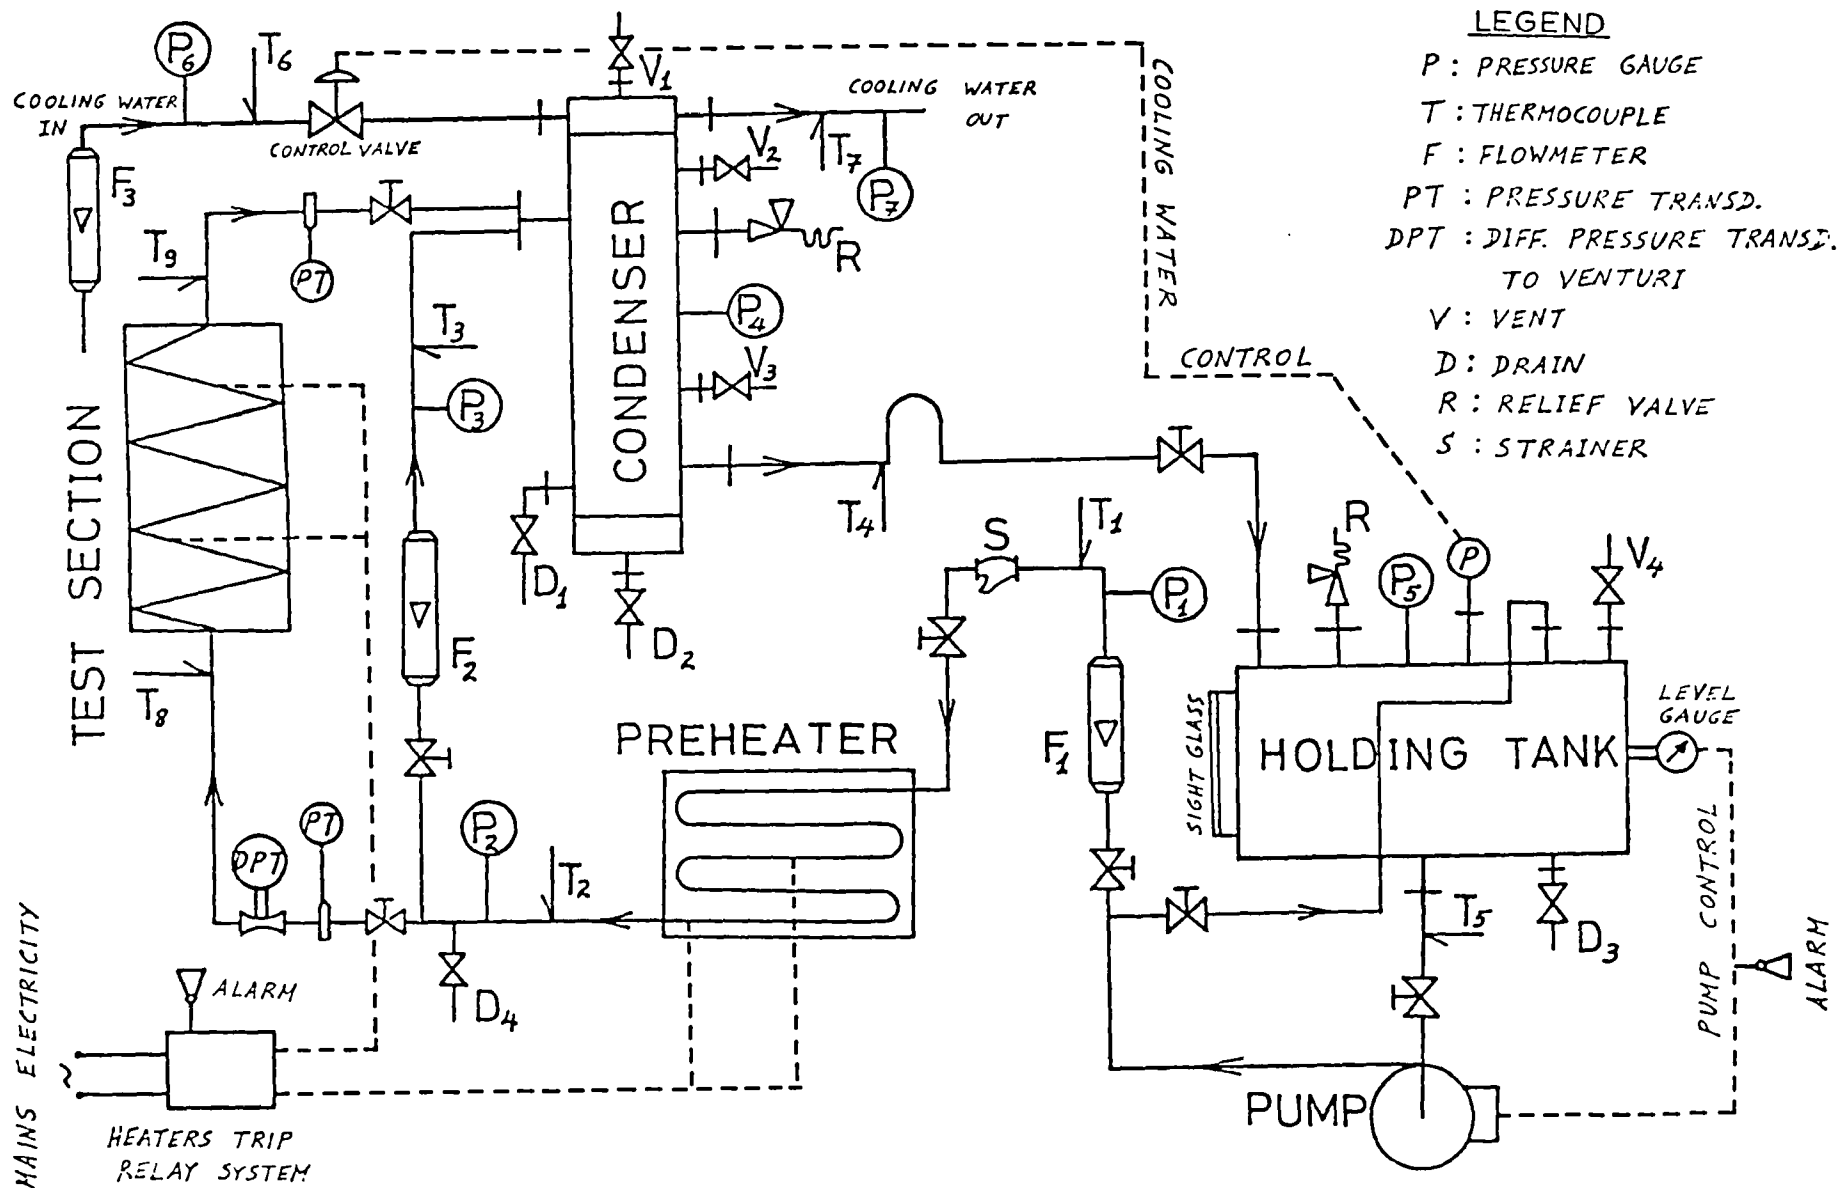 LEGEND
P : PRESSURE GAUGE
T : THERMOCOUPLE
F : FLOWMETER
PT : PRESSURE TRANSD.
DPT : DIFF. PRESSURE TRANSD.
TO VENTURI
V : VENT
D : DRAIN
R : RELIEF VALVE
S : STRAINER
P6
T6
V1
COOLING WATER
IN
CONTROL VALVE
COOLING WATER
OUT
COOLING WATER
CONTROL
F3
V2
T7
P7
T9
PT
R
CONDENSER
P4
V3
T3
P3
TEST SECTION
T4
D1
D2
F2
T8
S
T1
P1
R
P5
P
V4
PREHEATER
F1
SIGHT GLASS
HOLDING TANK
LEVEL
GAUGE
DPT
PT
P2
T2
T5
D3
D4
PUMP CONTROL
ALARM
ALARM
MAINS ELECTRICITY
~
PUMP
HEATERS TRIP
RELAY SYSTEM